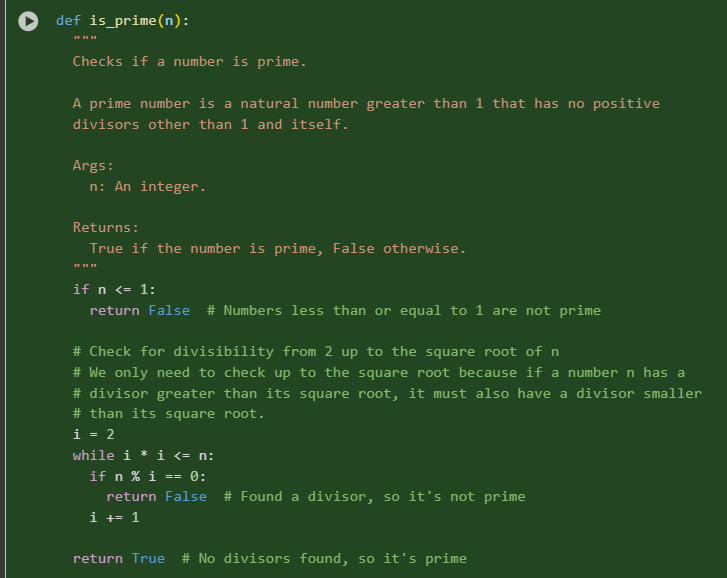 def is_prime(n):
  """
  Checks if a number is prime.

  A prime number is a natural number greater than 1 that has no positive
  divisors other than 1 and itself.

  Args:
    n: An integer.

  Returns:
    True if the number is prime, False otherwise.
  """
  if n <= 1:
    return False  # Numbers less than or equal to 1 are not prime

  # Check for divisibility from 2 up to the square root of n
  # We only need to check up to the square root because if a number n has a
  # divisor greater than its square root, it must also have a divisor smaller
  # than its square root.
  i = 2
  while i * i <= n:
    if n % i == 0:
      return False  # Found a divisor, so it's not prime
    i += 1

  return True  # No divisors found, so it's prime